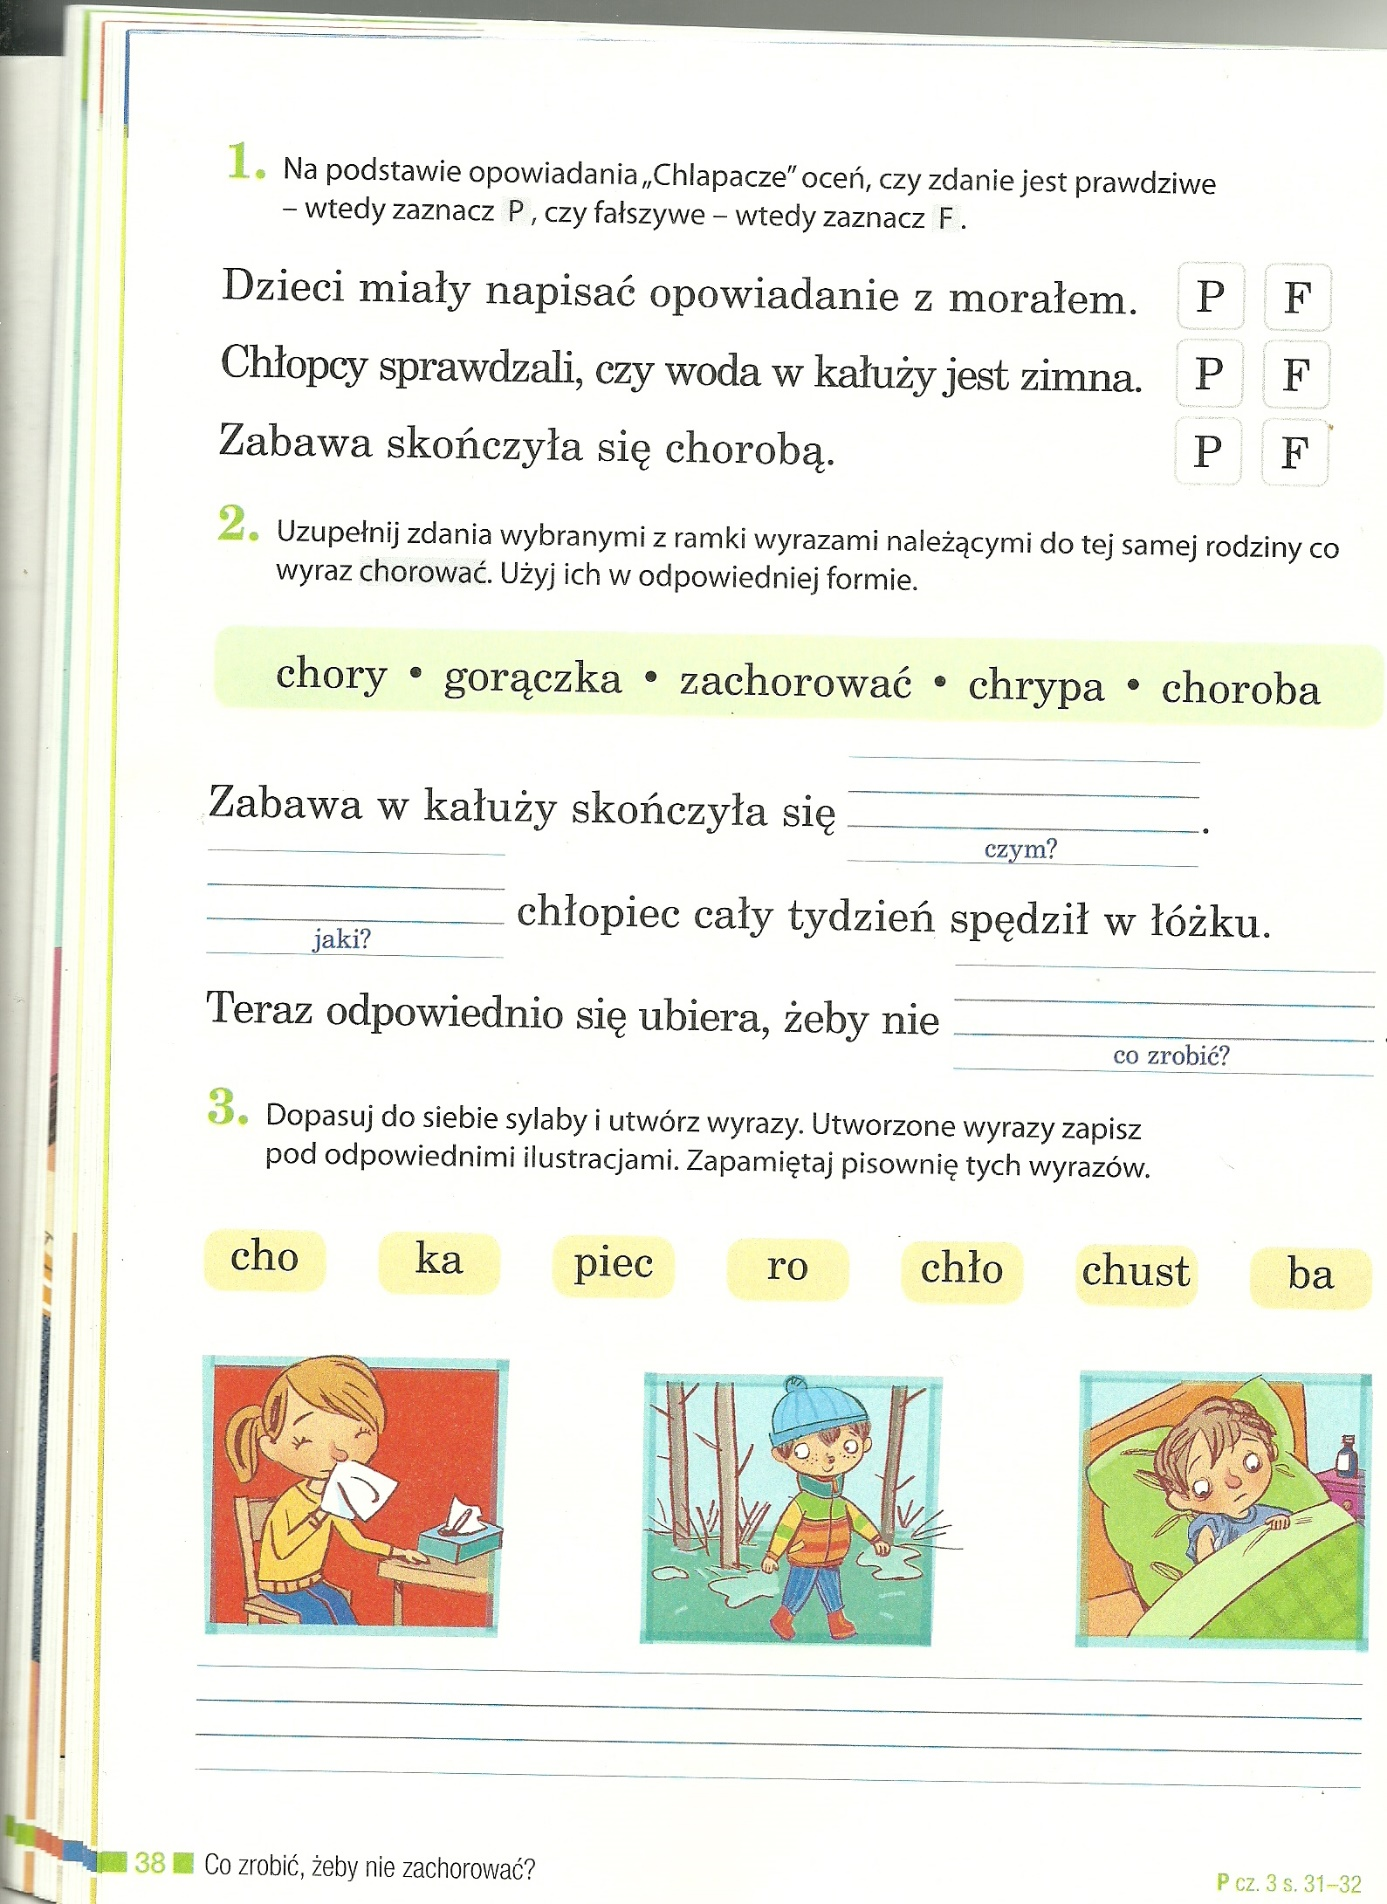 1. Na podstawie opowiadania „Chlapacze” oceń, czy zdanie jest prawdziwe
– wtedy zaznacz P, czy fałszywe – wtedy zaznacz F.
Dzieci miały napisać opowiadanie z morałem. P F
Chłopcy sprawdzali, czy woda w kałuży jest zimna. P F
Zabawa skończyła się chorobą. P F
2. Uzupełnij zdania wybranymi z ramki wyrazami należącymi do tej samej rodziny co
wyraz chorować. Użyj ich w odpowiedniej formie.
chory • gorączka • zachorować • chrypa • choroba
Zabawa w kałuży skończyła się .
czym?
chłopiec cały tydzień spędził w łóżku.
jaki?
Teraz odpowiednio się ubiera, żeby nie
co zrobić?
3. Dopasuj do siebie sylaby i utwórz wyrazy. Utworzone wyrazy zapisz
pod odpowiednimi ilustracjami. Zapamiętaj pisownię tych wyrazów.
cho ka piec ro chło chust ba
38 Co zrobić, żeby nie zachorować?
P cz. 3 s. 31–32